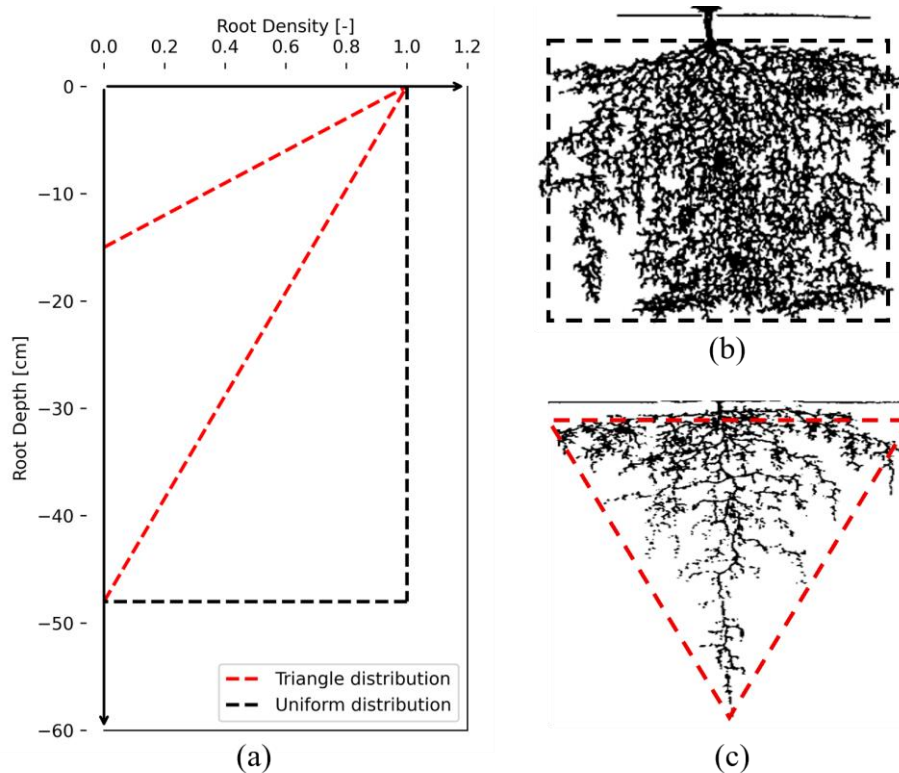 Root Density [-]
0.0 0.2 0.4 0.6 0.8 1.0 1.2
0
−10
−20
−30
−40
−50
−60
Root Depth [cm]
Triangle distribution
Uniform distribution
(a)
(b)
(c)